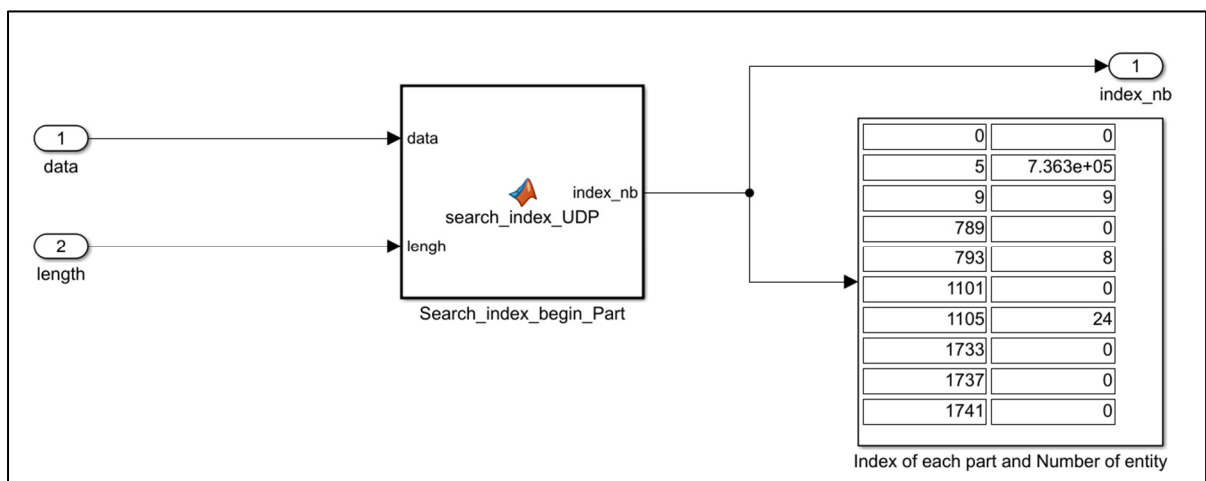 1
data
2
length
data
lengh
search_index_UDP
index_nb
Search_index_begin_Part
1
index_nb
0 0
5 7.363e+05
9 9
789 0
793 8
1101 0
1105 24
1733 0
1737 0
1741 0
Index of each part and Number of entity